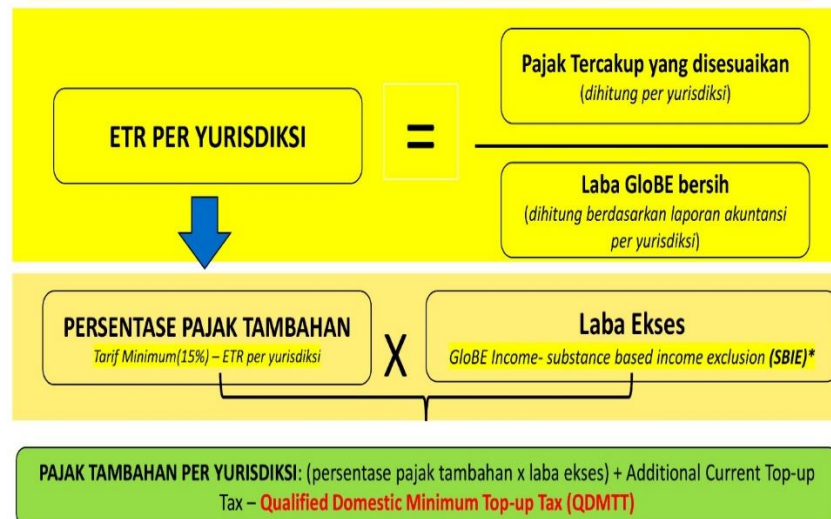 Pajak Tercakup yang disesuaikan
(dihitung per yurisdiksi)
ETR PER YURISDIKSI
=
Laba GloBE bersih
(dihitung berdasarkan laporan akuntansi
per yurisdiksi)
PERSENTASE PAJAK TAMBAHAN
Tarif Minimum(15%) – ETR per yurisdiksi
X
Laba Ekses
GloBE Income- substance based income exclusion (SBIE)*
PAJAK TAMBAHAN PER YURISDIKSI: (persentase pajak tambahan x laba ekses) + Additional Current Top-up
Tax – Qualified Domestic Minimum Top-up Tax (QDMTT)